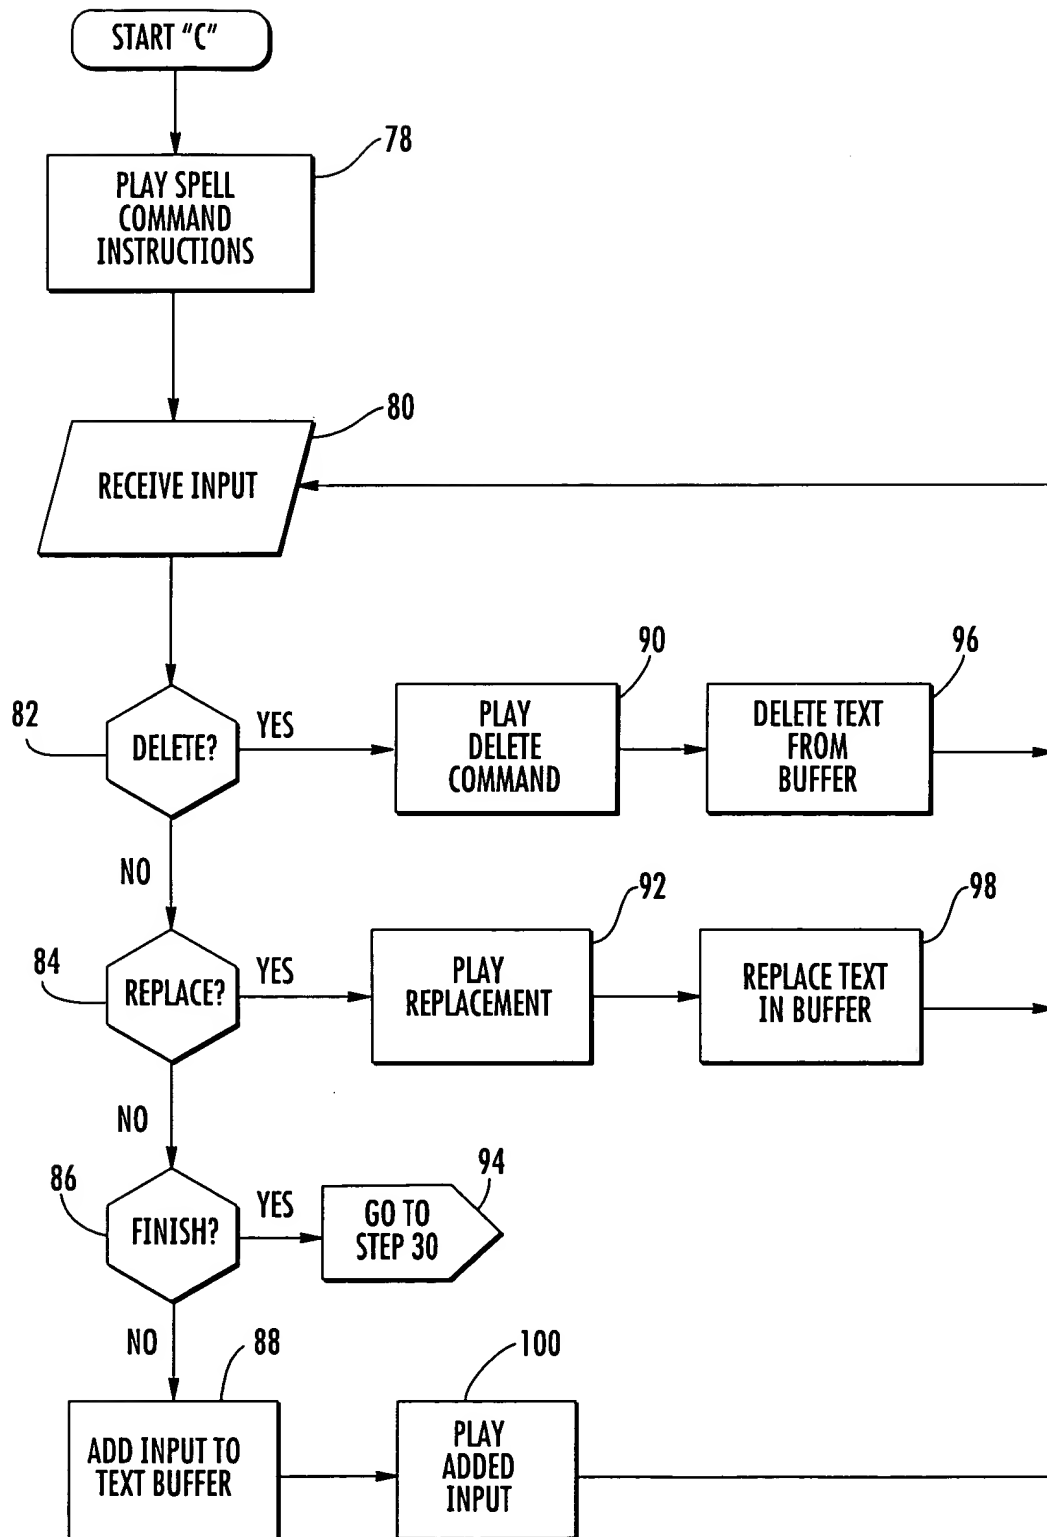 START “C”
78
PLAY SPELL
COMMAND
INSTRUCTIONS
80
RECEIVE INPUT
82
DELETE?
YES
90
PLAY
DELETE
COMMAND
96
DELETE TEXT
FROM
BUFFER
NO
84
REPLACE?
YES
92
PLAY
REPLACEMENT
98
REPLACE TEXT
IN BUFFER
NO
86
FINISH?
YES
94
GO TO
STEP 30
NO
88
ADD INPUT TO
TEXT BUFFER
100
PLAY
ADDED
INPUT